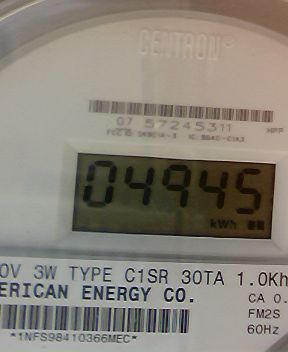 CENTRON®
07 57245311
HPP
04945
kWh
0V 3W TYPE C1SR 30TA 1.0Kh
ERICAN ENERGY CO.
CA 0.
FM2S
60Hz
*1NFS98410366MEC*